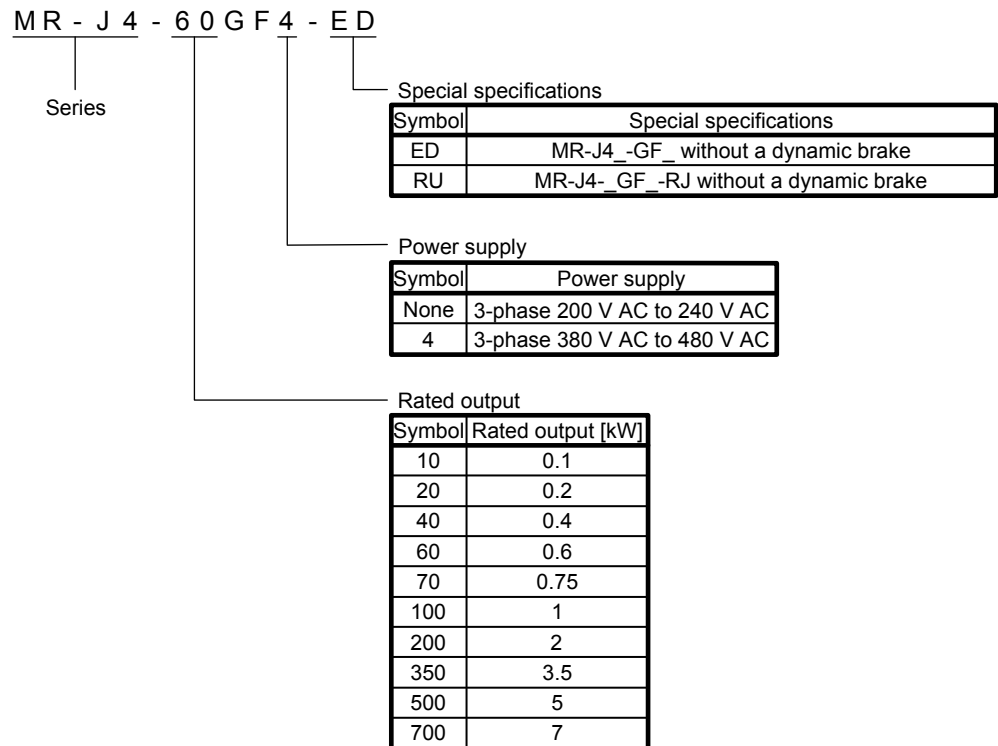 MR-J4-60GF4-ED
Series
Special specifications
Symbol Special specifications
ED MR-J4_-GF_ without a dynamic brake
RU MR-J4-_GF_-RJ without a dynamic brake
Power supply
Symbol Power supply
None 3-phase 200 V AC to 240 V AC
4 3-phase 380 V AC to 480 V AC
Rated output
Symbol Rated output [kW]
10 0.1
20 0.2
40 0.4
60 0.6
70 0.75
100 1
200 2
350 3.5
500 5
700 7